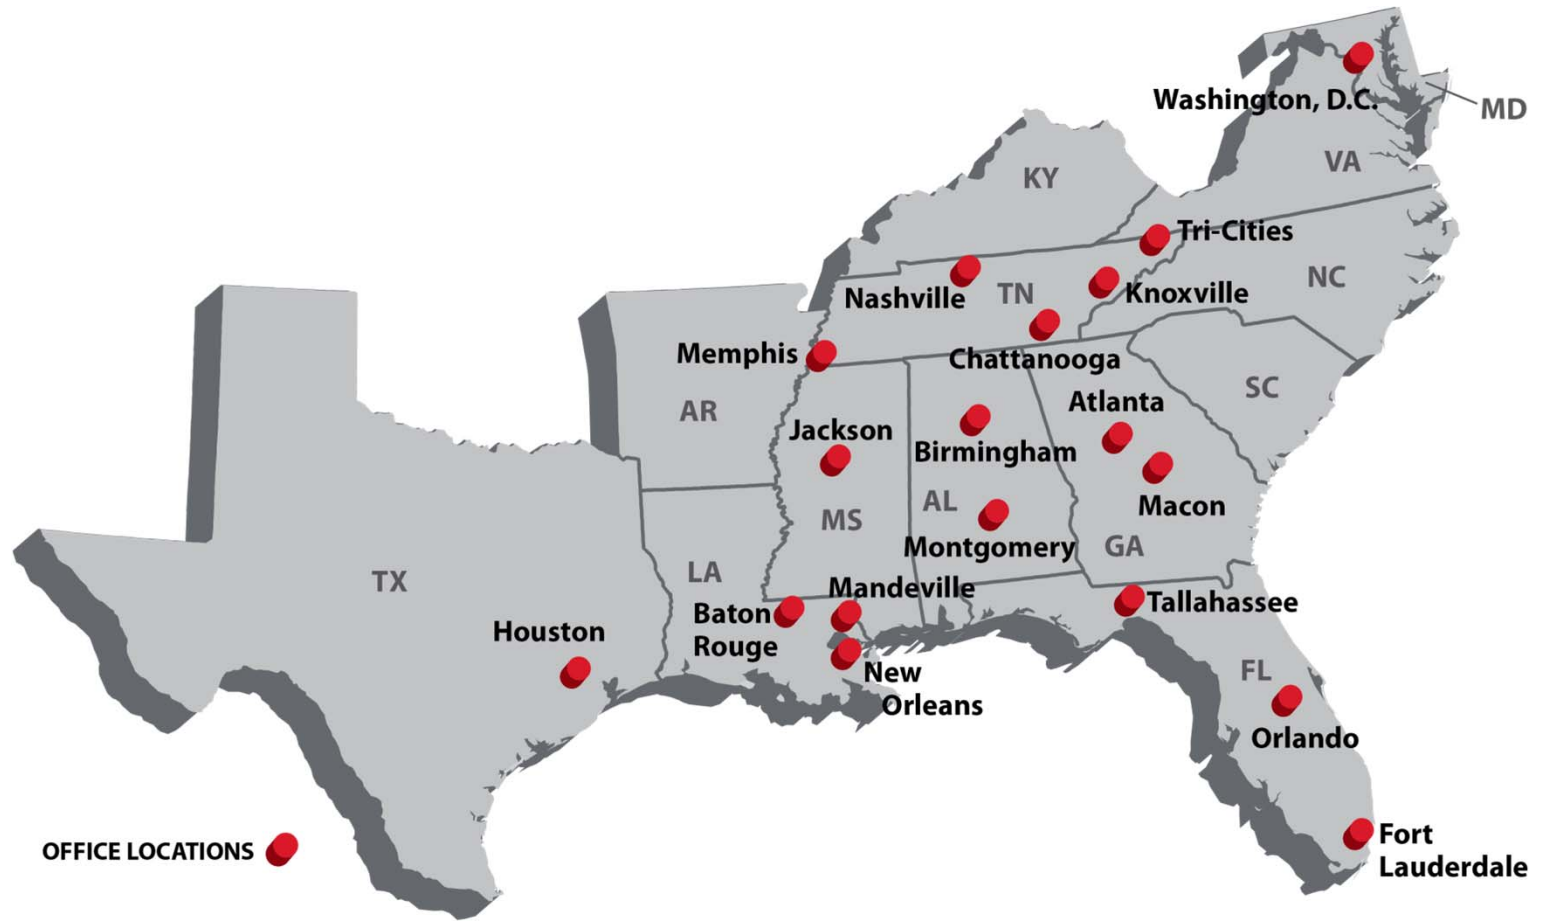 Washington, D.C.
MD
VA
KY
Tri-Cities
NC
Nashville
TN
Knoxville
Memphis
Chattanooga
AR
SC
Atlanta
Jackson
Birmingham
AL
Macon
MS
Montgomery
GA
TX
LA
Mandeville
Baton
Rouge
Tallahassee
Houston
New
Orleans
FL
Orlando
Fort
Lauderdale
OFFICE LOCATIONS